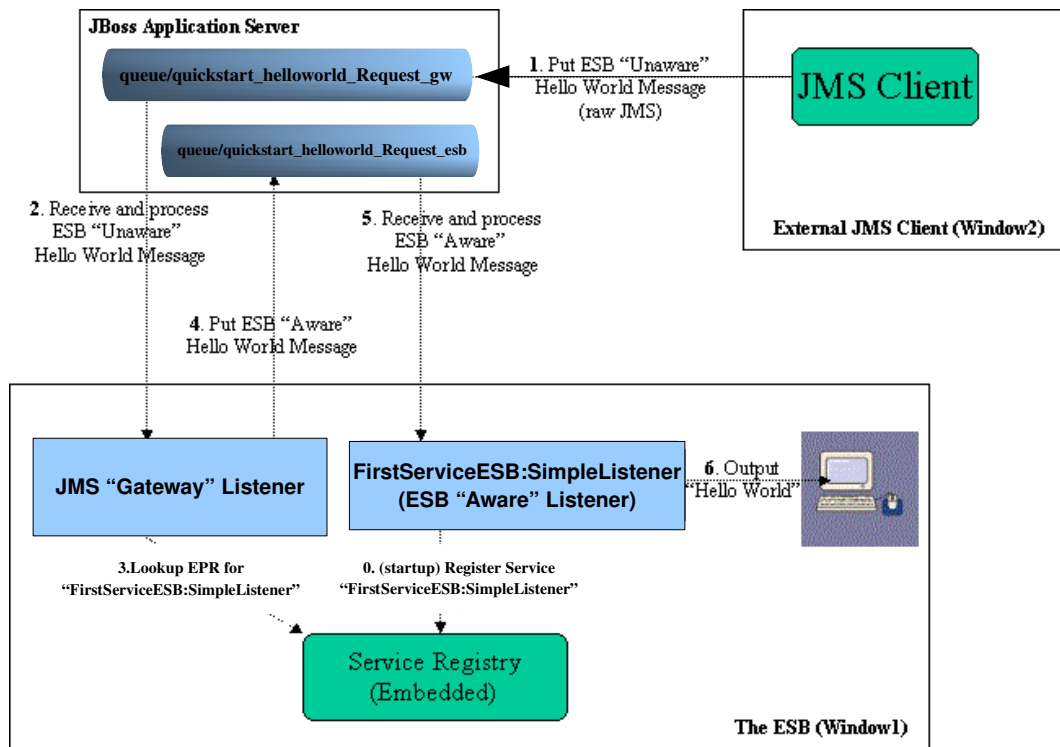 JBoss Application Server
queue/quickstart_helloworld_Request_gw
queue/quickstart_helloworld_Request_esb
1. Put ESB “Unaware”
Hello World Message
(raw JMS)
JMS Client
External JMS Client (Window2)
2. Receive and process
ESB “Unaware”
Hello World Message
5. Receive and process
ESB “Aware”
Hello World Message
4. Put ESB “Aware”
Hello World Message
JMS “Gateway” Listener
FirstServiceESB:SimpleListener
(ESB “Aware” Listener)
6. Output
“Hello World”
3.Lookup EPR for
“FirstServiceESB:SimpleListener”
0. (startup) Register Service
“FirstServiceESB:SimpleListener”
Service Registry
(Embedded)
The ESB (Window1)